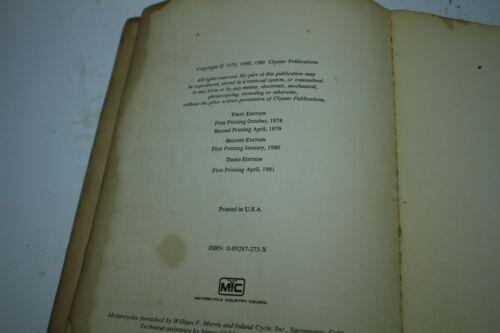 Copyright © 1978, 1980, 1981 Clymer Publications
All rights reserved. No part of this publication may
be reproduced, stored in a retrieval system, or transmitted,
in any form or by any means, electronic, mechanical,
photocopying, recording or otherwise,
without the prior written permission of Clymer Publications.
FIRST EDITION
First Printing October, 1978
Second Printing April, 1979
SECOND EDITION
First Printing January, 1980
THIRD EDITION
First Printing April, 1981
Printed in U.S.A.
ISBN: 0-89287-273-X
MIC
MOTORCYCLE INDUSTRY COUNCIL
Motorcycles furnished by William F. Morris and Inland Cycle, Inc., Sacramento,
Technical assistance by